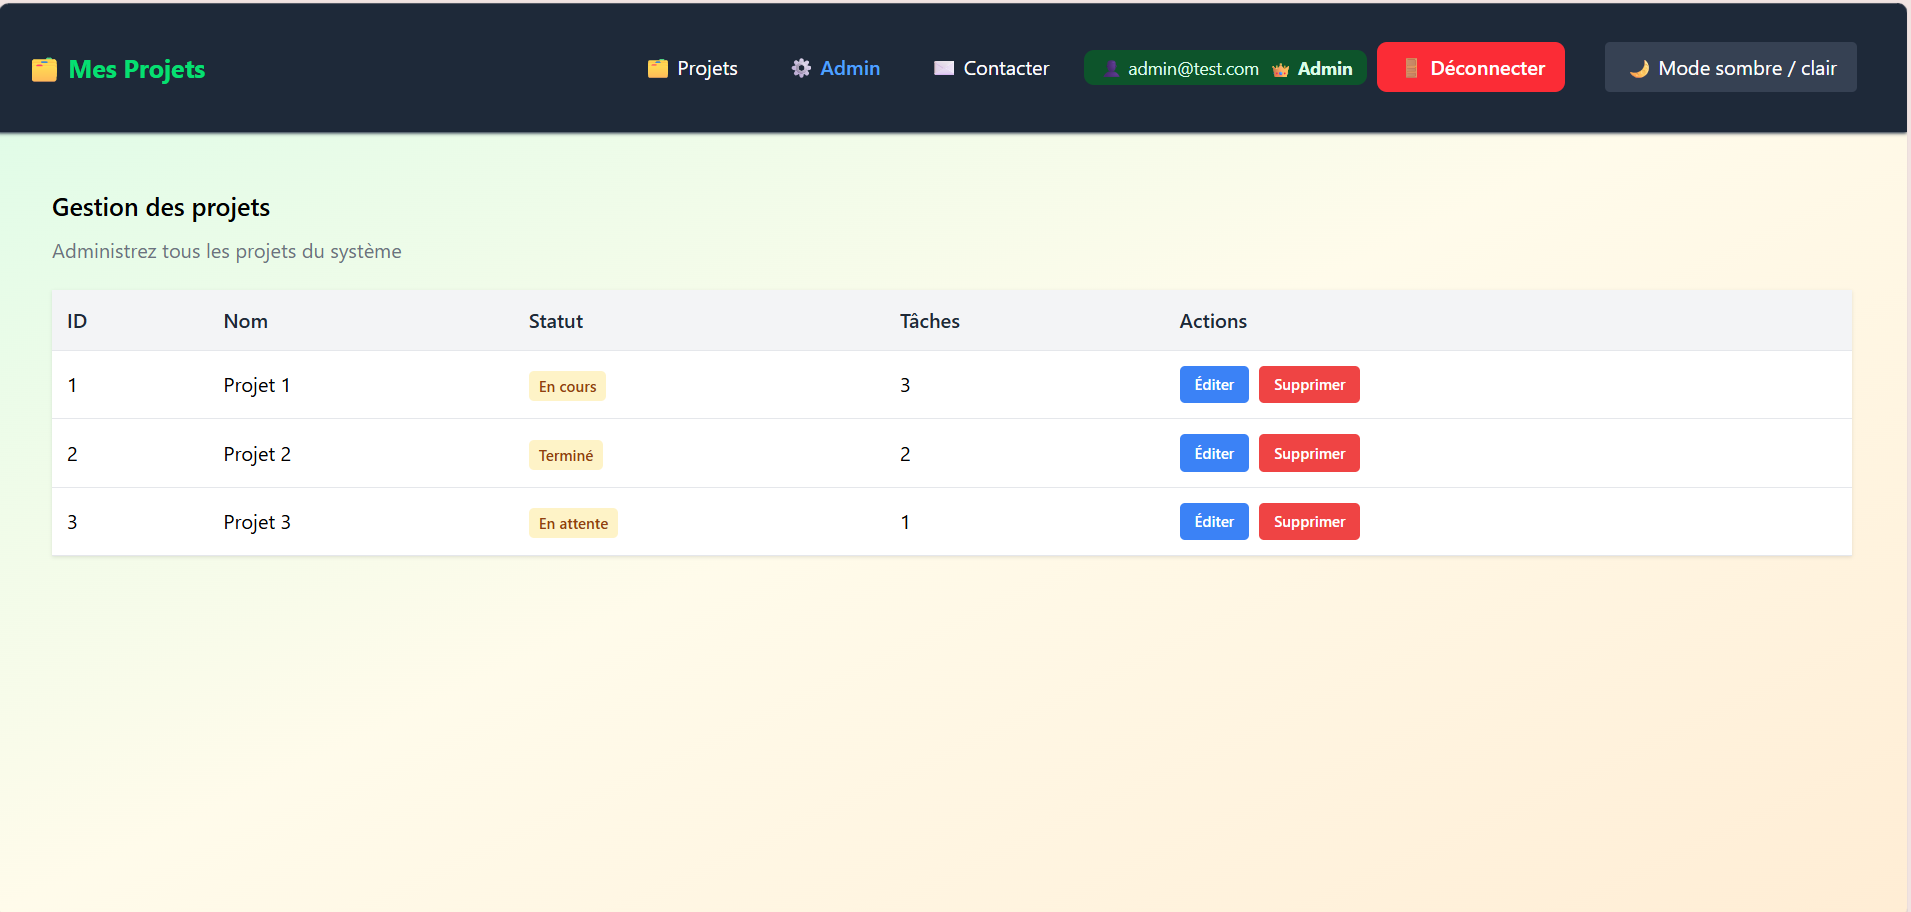 Mes Projets
Projets
Admin
Contacter
admin@test.com Admin
Déconnecter
Mode sombre / clair
Gestion des projets
Administrez tous les projets du système
ID Nom Statut Tâches Actions
1 Projet 1 En cours 3 Éditer Supprimer
2 Projet 2 Terminé 2 Éditer Supprimer
3 Projet 3 En attente 1 Éditer Supprimer